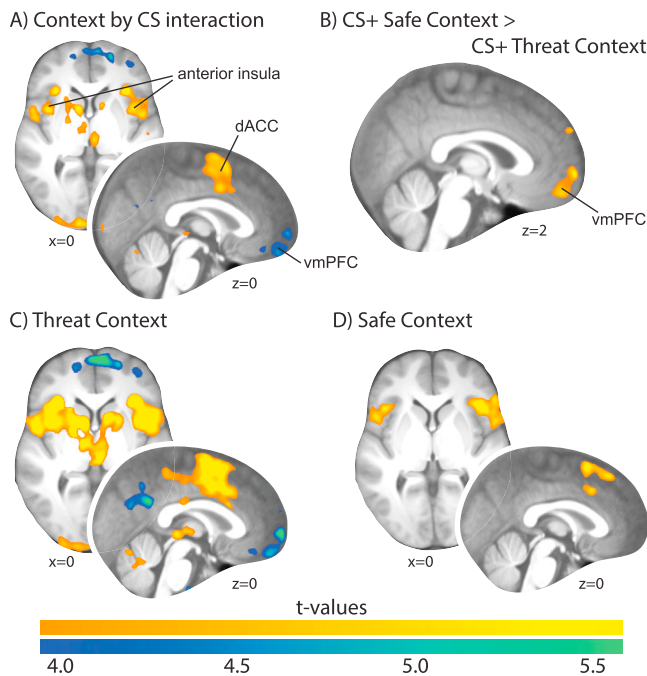 A) Context by CS interaction
anterior insula
dACC
x=0
z=0
vmPFC
B) CS+ Safe Context >
CS+ Threat Context
vmPFC
z=2
C) Threat Context
x=0
z=0
D) Safe Context
x=0
z=0
t-values
4.0 4.5 5.0 5.5